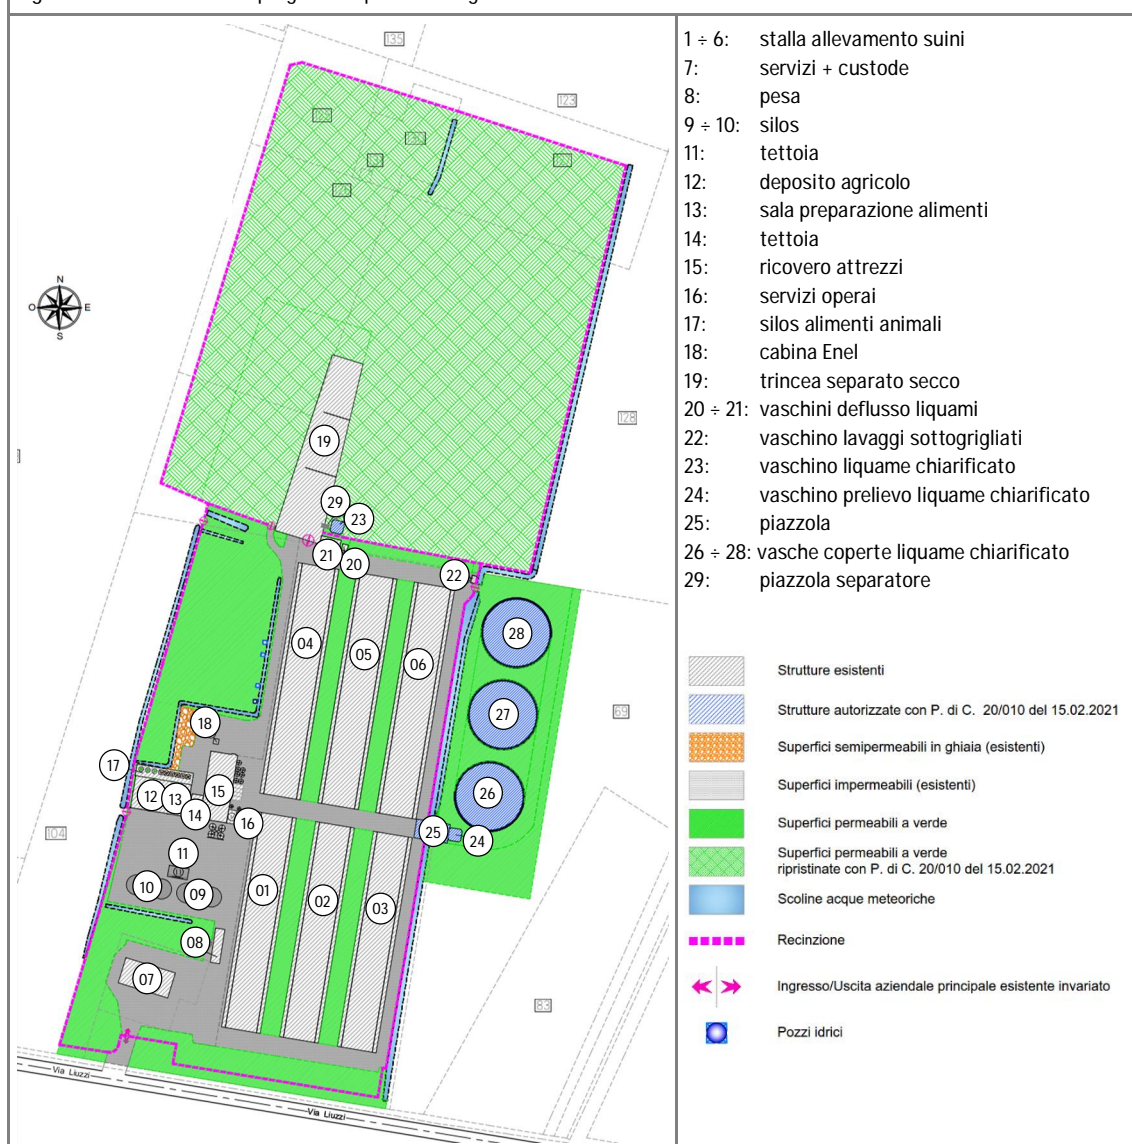 135
123
128
N
O
E
S
19
29
23
21
20
22
04
05
06
28
27
26
69
18
17
12
13
15
14
16
25
24
104
11
10
09
01
02
03
08
07
83
Via Liuzzi
Via Liuzzi
1 ÷ 6: stalla allevamento suini
7: servizi + custode
8: pesa
9 ÷ 10: silos
11: tettoia
12: deposito agricolo
13: sala preparazione alimenti
14: tettoia
15: ricovero attrezzi
16: servizi operai
17: silos alimenti animali
18: cabina Enel
19: trincea separato secco
20 ÷ 21: vaschini deflusso liquami
22: vaschino lavaggi sottogrigliati
23: vaschino liquame chiarificato
24: vaschino prelievo liquame chiarificato
25: piazzola
26 ÷ 28: vasche coperte liquame chiarificato
29: piazzola separatore
Strutture esistenti
Strutture autorizzate con P. di C. 20/010 del 15.02.2021
Superfici semipermeabili in ghiaia (esistenti)
Superfici impermeabili (esistenti)
Superfici permeabili a verde
Superfici permeabili a verde
ripristinate con P. di C. 20/010 del 15.02.2021
Scoline acque meteoriche
Recinzione
Ingresso/Uscita aziendale principale esistente invariato
Pozzi idrici